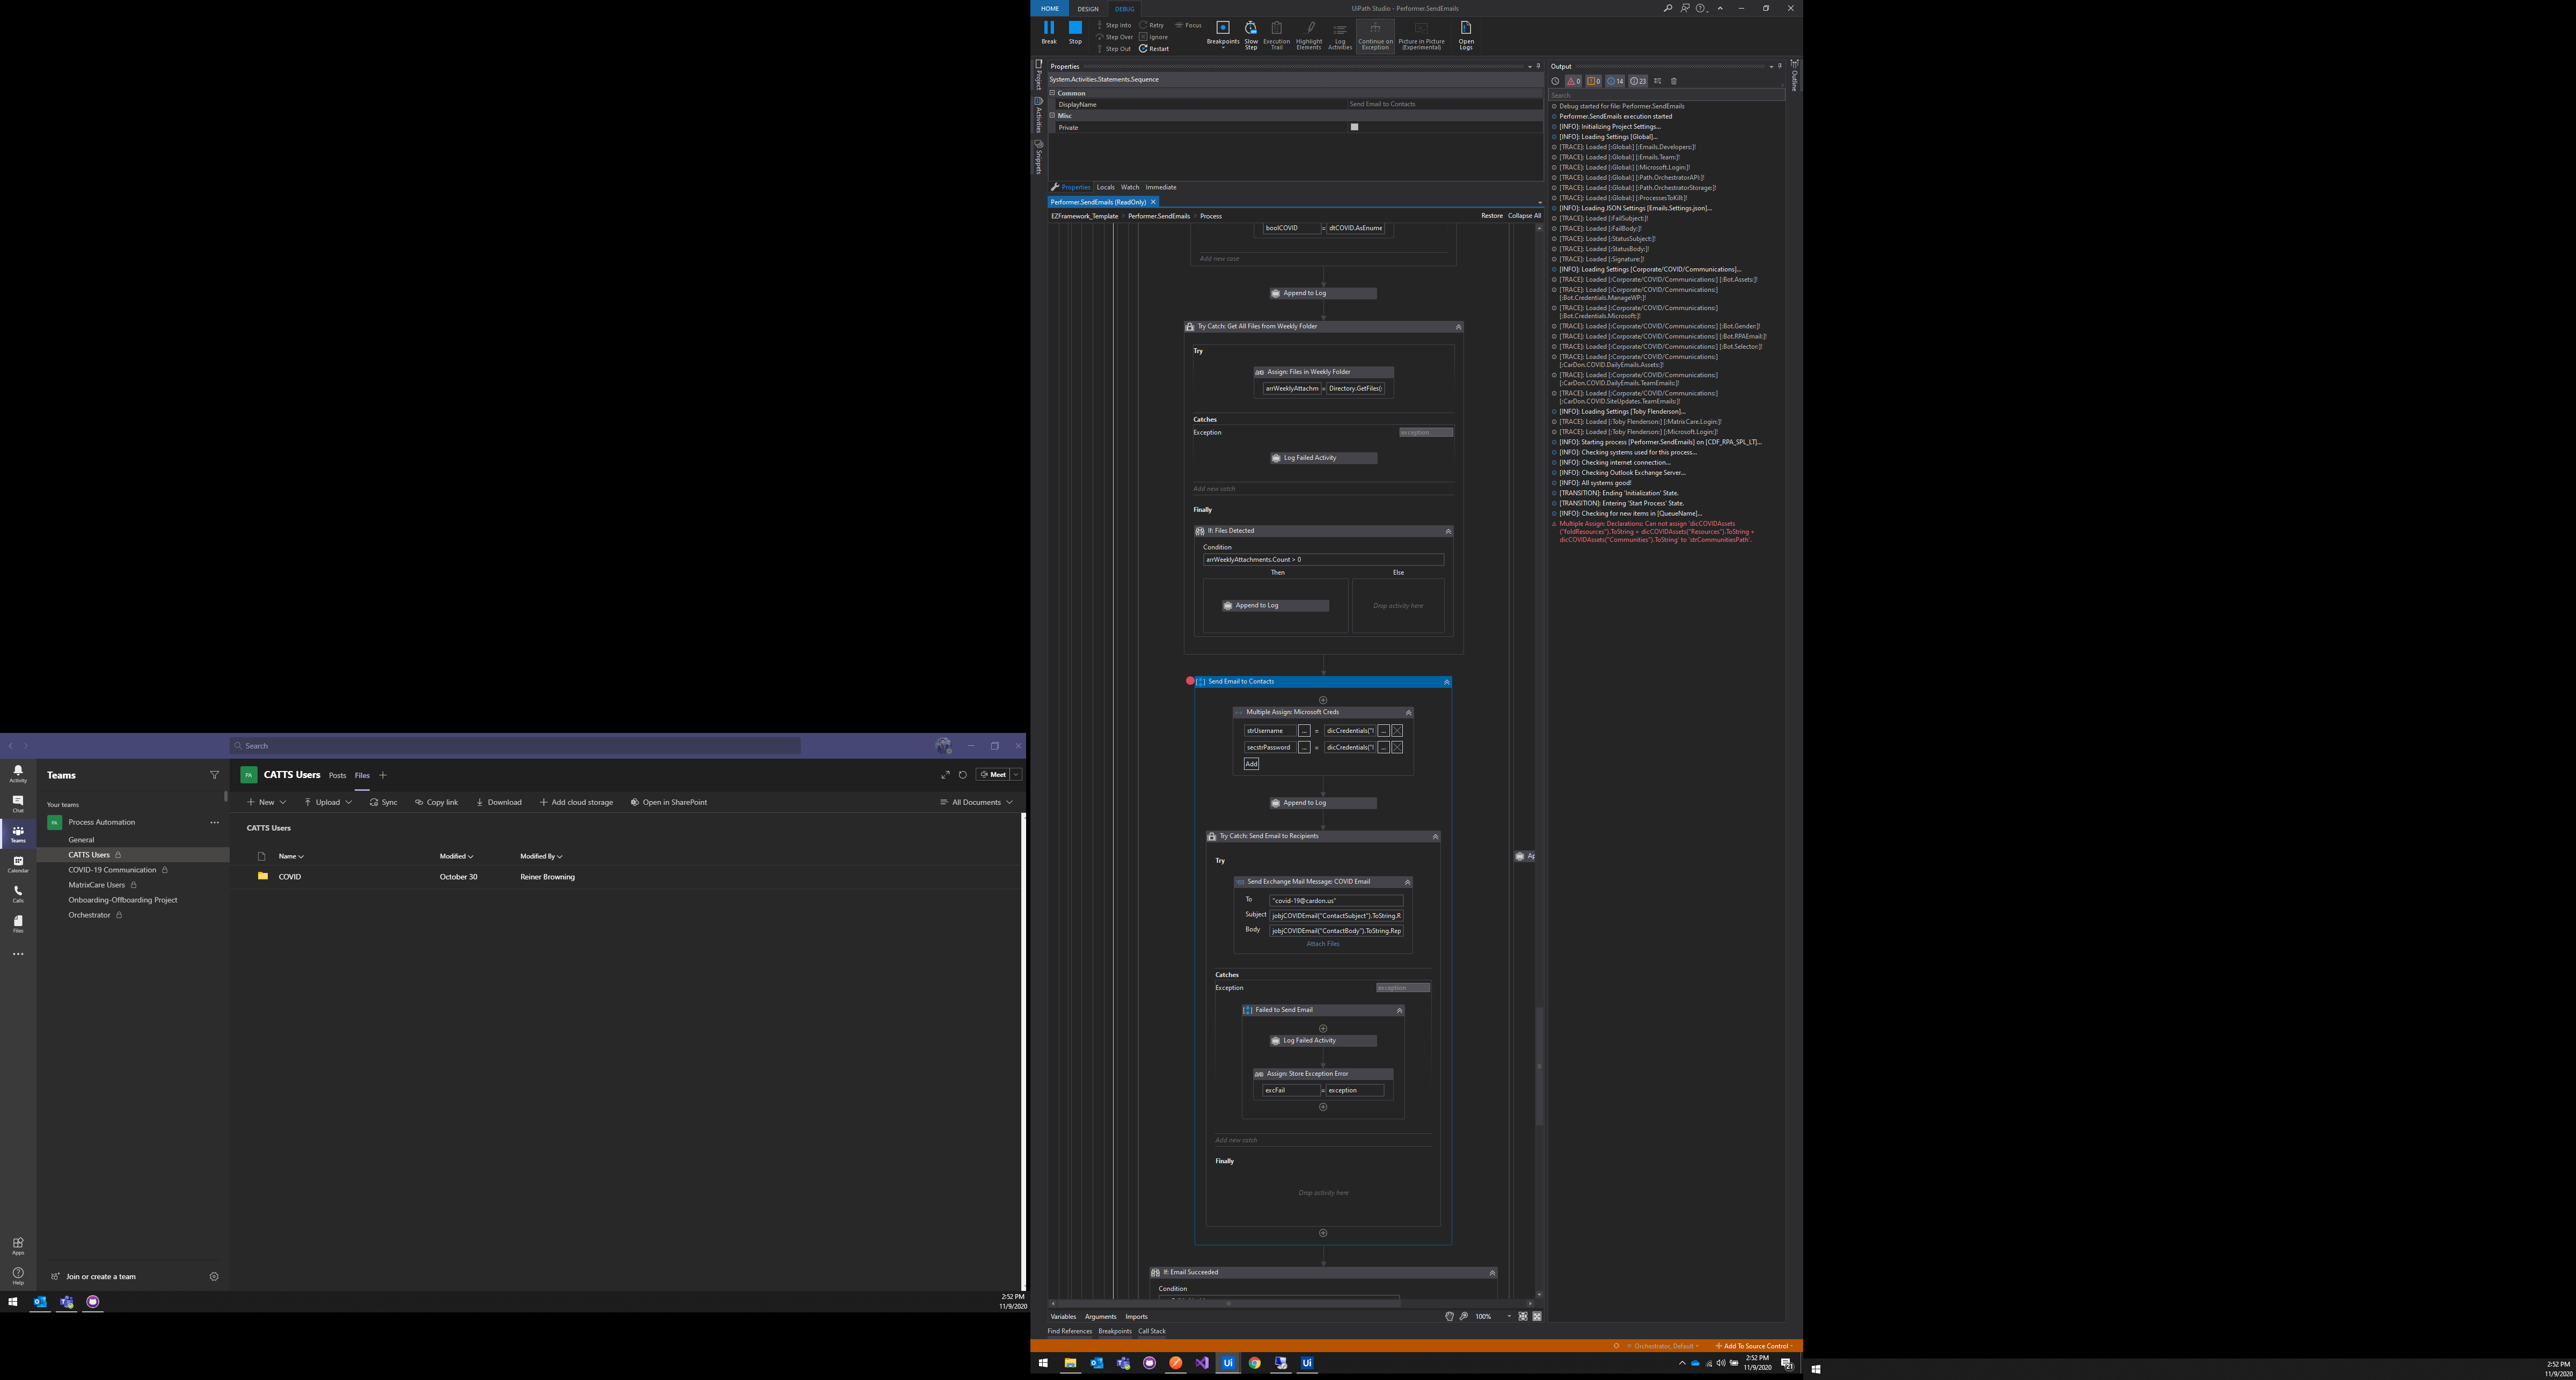 Search
Activity
Chat
Teams
Calendar
Calls
Files
Apps
Help
Teams
Your teams
PA Process Automation
General
CATTS Users
COVID-19 Communication
MatrixCare Users
Onboarding-Offboarding Project
Orchestrator
Join or create a team
PA CATTS Users Posts Files Meet
New Upload Sync Copy link Download Add cloud storage Open in SharePoint All Documents
CATTS Users
Name Modified Modified By
COVID October 30 Reiner Browning
2:52 PM
11/9/2020
HOME DESIGN DEBUG UiPath Studio - Performer.SendEmails
Break Stop
Step Into Retry Focus
Step Over Ignore
Step Out Restart
Breakpoints
Slow Step
Execution Trail
Highlight Elements
Log Activities
Continue on Exception
Picture in Picture (Experimental)
Open Logs
Project
Activities
Snippets
Properties
System.Activities.Statements.Sequence
Common
DisplayName Send Email to Contacts
Misc
Private
Properties Locals Watch Immediate
Performer.SendEmails (ReadOnly)
EZFramework_Template > Performer.SendEmails > Process Restore Collapse All
boolCOVID = dtCOVID.AsEnume
Add new case
Append to Log
Try Catch: Get All Files from Weekly Folder
Try
Assign: Files in Weekly Folder
arrWeeklyAttachm = Directory.GetFiles(
Catches
Exception exception
Log Failed Activity
Add new catch
Finally
If: Files Detected
Condition
arrWeeklyAttachments.Count > 0
Then Else
Append to Log Drop activity here
Send Email to Contacts
Multiple Assign: Microsoft Creds
strUsername ... = dicCredentials("I ...
secstrPassword ... = dicCredentials("I ...
Add
Append to Log
Try Catch: Send Email to Recipients
Try
Send Exchange Mail Message: COVID Email
To "covid-19@cardon.us"
Subject jobjCOVIDEmail("ContactSubject").ToString.R
Body jobjCOVIDEmail("ContactBody").ToString.Rep
Attach Files
Catches
Exception exception
Failed to Send Email
Log Failed Activity
Assign: Store Exception Error
excFail = exception
Add new catch
Finally
Drop activity here
Ap
If: Email Succeeded
Condition
Variables Arguments Imports 100%
Find References Breakpoints Call Stack
Orchestrator, Default Add To Source Control
2:52 PM
11/9/2020
Output
0 0 14 23
Search
Debug started for file: Performer.SendEmails
Performer.SendEmails execution started
[INFO]: Initializing Project Settings...
[INFO]: Loading Settings [Global]...
[TRACE]: Loaded [:Global:] [:Emails.Developers:]!
[TRACE]: Loaded [:Global:] [:Emails.Team:]!
[TRACE]: Loaded [:Global:] [:Microsoft.Login:]!
[TRACE]: Loaded [:Global:] [:Path.OrchestratorAPI:]!
[TRACE]: Loaded [:Global:] [:Path.OrchestratorStorage:]!
[TRACE]: Loaded [:Global:] [:ProcessesToKill:]!
[INFO]: Loading JSON Settings [Emails.Settings.json]...
[TRACE]: Loaded [:FailSubject:]!
[TRACE]: Loaded [:FailBody:]!
[TRACE]: Loaded [:StatusSubject:]!
[TRACE]: Loaded [:StatusBody:]!
[TRACE]: Loaded [:Signature:]!
[INFO]: Loading Settings [Corporate/COVID/Communications]...
[TRACE]: Loaded [:Corporate/COVID/Communications:] [:Bot.Assets:]!
[TRACE]: Loaded [:Corporate/COVID/Communications:]
[:Bot.Credentials.ManageWP:]!
[TRACE]: Loaded [:Corporate/COVID/Communications:]
[:Bot.Credentials.Microsoft:]!
[TRACE]: Loaded [:Corporate/COVID/Communications:] [:Bot.Gender:]!
[TRACE]: Loaded [:Corporate/COVID/Communications:] [:Bot.RPAEmail:]!
[TRACE]: Loaded [:Corporate/COVID/Communications:] [:Bot.Selector:]!
[TRACE]: Loaded [:Corporate/COVID/Communications:]
[:CarDon.COVID.DailyEmails.Assets:]!
[TRACE]: Loaded [:Corporate/COVID/Communications:]
[:CarDon.COVID.DailyEmails.TeamEmails:]!
[TRACE]: Loaded [:Corporate/COVID/Communications:]
[:CarDon.COVID.SiteUpdates.TeamEmails:]!
[INFO]: Loading Settings [Toby Flenderson]...
[TRACE]: Loaded [:Toby Flenderson:] [:MatrixCare.Login:]!
[TRACE]: Loaded [:Toby Flenderson:] [:Microsoft.Login:]!
[INFO]: Starting process [Performer.SendEmails] on [CDF_RPA_SPL_LT]...
[INFO]: Checking systems used for this process...
[INFO]: Checking internet connection...
[INFO]: Checking Outlook Exchange Server...
[INFO]: All systems good!
[TRANSITION]: Ending 'Initialization' State.
[TRANSITION]: Entering 'Start Process' State.
[INFO]: Checking for new items in [QueueName]...
Multiple Assign: Declarations: Can not assign 'dicCOVIDAssets
("foldResources").ToString + dicCOVIDAssets("Resources").ToString +
dicCOVIDAssets("Communities").ToString' to 'strCommunitiesPath'.
Outline
2:52 PM
11/9/2020